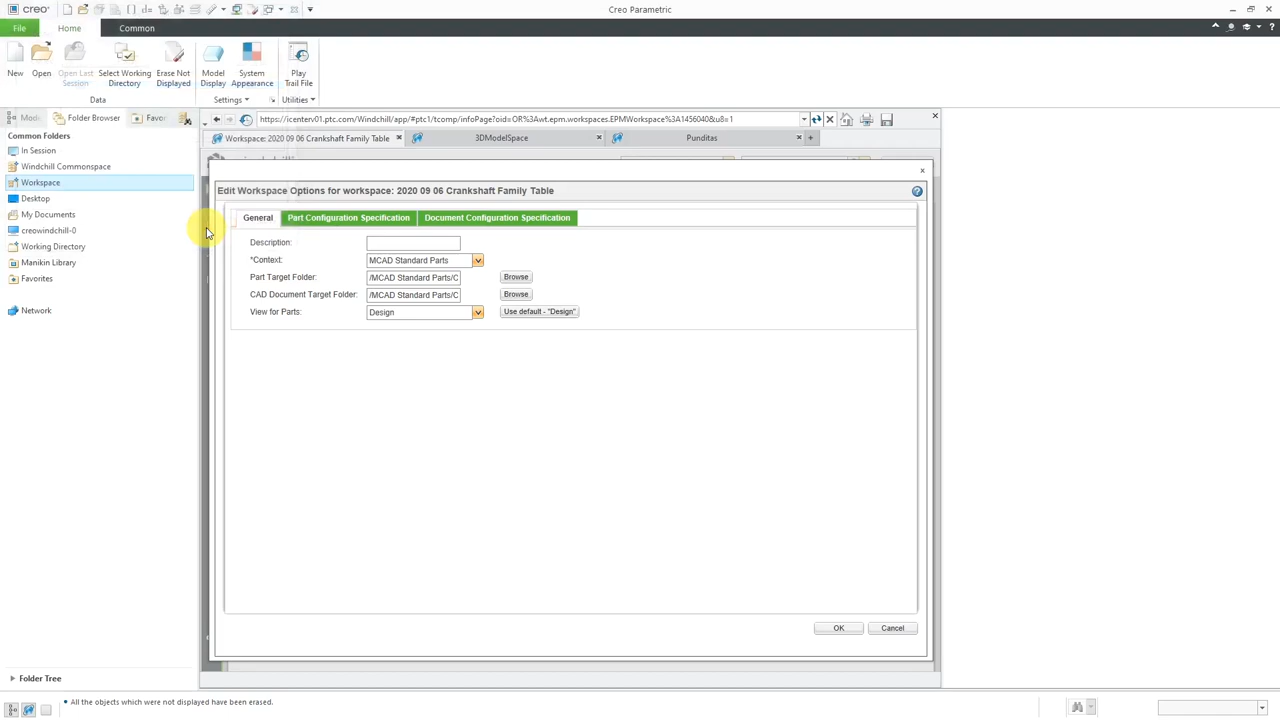 creo
Creo Parametric
File
Home
Common
New
Open
Open Last Session
Select Working Directory
Erase Not Displayed
Model Display
System Appearance
Play Trail File
Data
Settings
Utilities
Folder Browser
Favor
https://icenterv01.ptc.com/Windchill/app/#ptc1/tcomp/infoPage?oid=OR%3Awt.epm.workspaces.EPMWorkspace%3A1456040&u8=1
Common Folders
Workspace: 2020 09 06 Crankshaft Family Table
3DModelSpace
Punditas
In Session
Windchill Commonspace
Workspace
Desktop
My Documents
creowindchill-0
Working Directory
Manikin Library
Favorites
Network
Edit Workspace Options for workspace: 2020 09 06 Crankshaft Family Table
General
Part Configuration Specification
Document Configuration Specification
Description:
*Context:
MCAD Standard Parts
Part Target Folder:
/MCAD Standard Parts/C
Browse
CAD Document Target Folder:
/MCAD Standard Parts/C
Browse
View for Parts:
Design
Use default - "Design"
OK
Cancel
Folder Tree
All the objects which were not displayed have been erased.